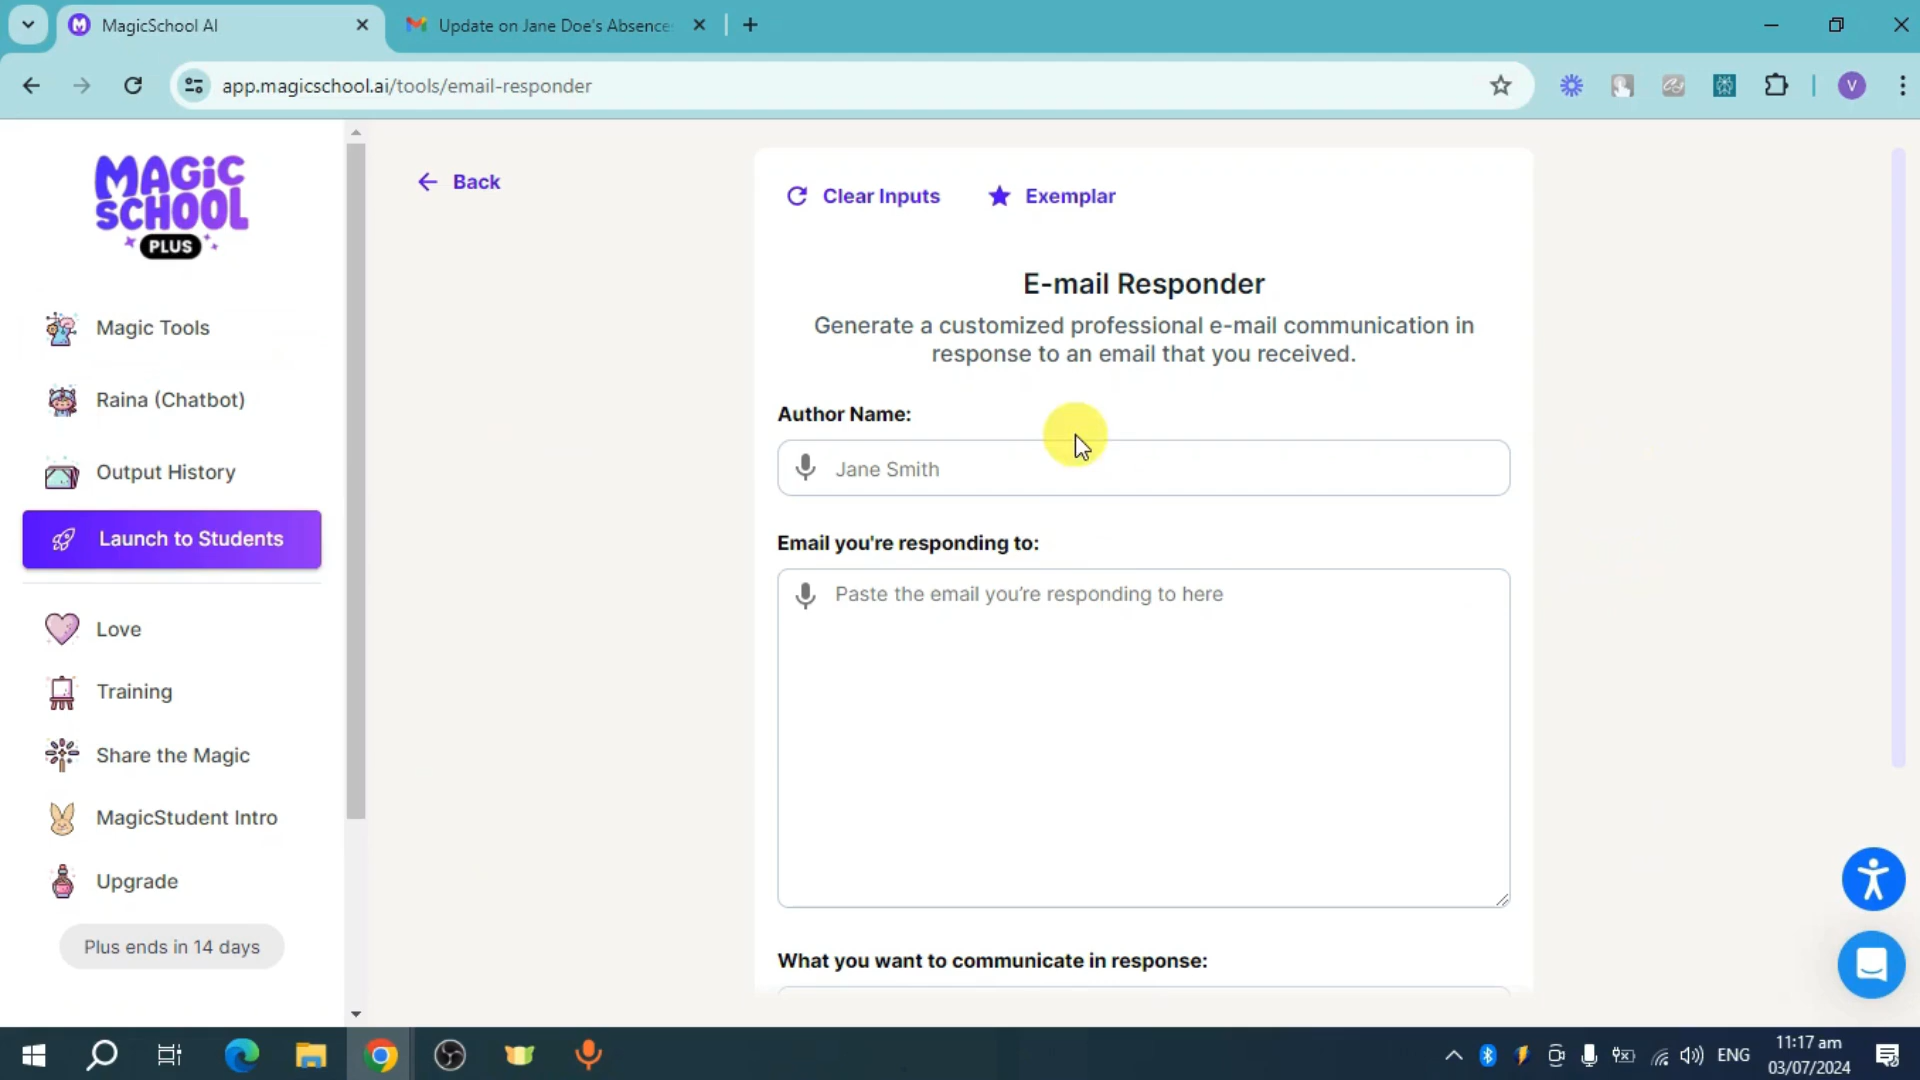 MagicSchool AI
Update on Jane Doe's Absence
app.magicschool.ai/tools/email-responder
V
MAGIC
SCHOOL
PLUS
Magic Tools
Raina (Chatbot)
Output History
Launch to Students
Love
Training
Share the Magic
MagicStudent Intro
Upgrade
Plus ends in 14 days
Back
Clear Inputs
Exemplar
E-mail Responder
Generate a customized professional e-mail communication in
response to an email that you received.
Author Name:
Jane Smith
Email you're responding to:
Paste the email you're responding to here
What you want to communicate in response:
ENG
11:17 am
03/07/2024